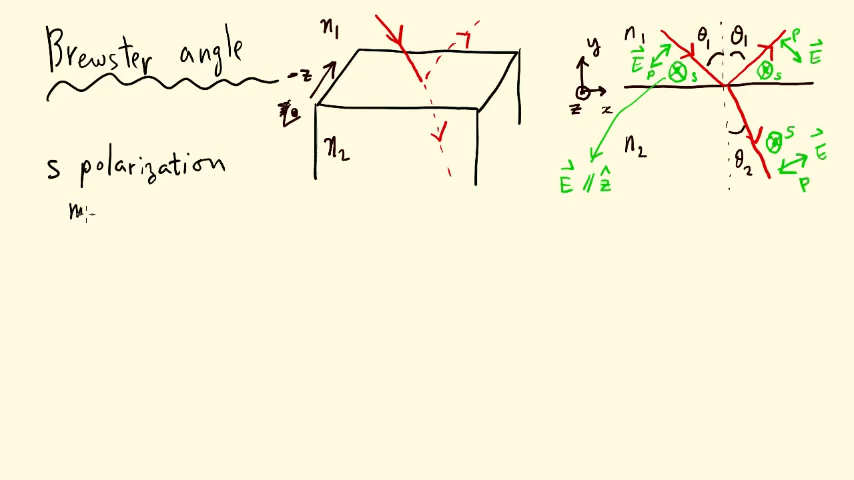 Brewster angle
s polarization
n₁
-z
n₂
y
z
x
n₁
θ₁ θ₁
E⃗
p
s
s
p
E⃗
n₂
θ₂
s
E⃗
p
E⃗ // ẑ